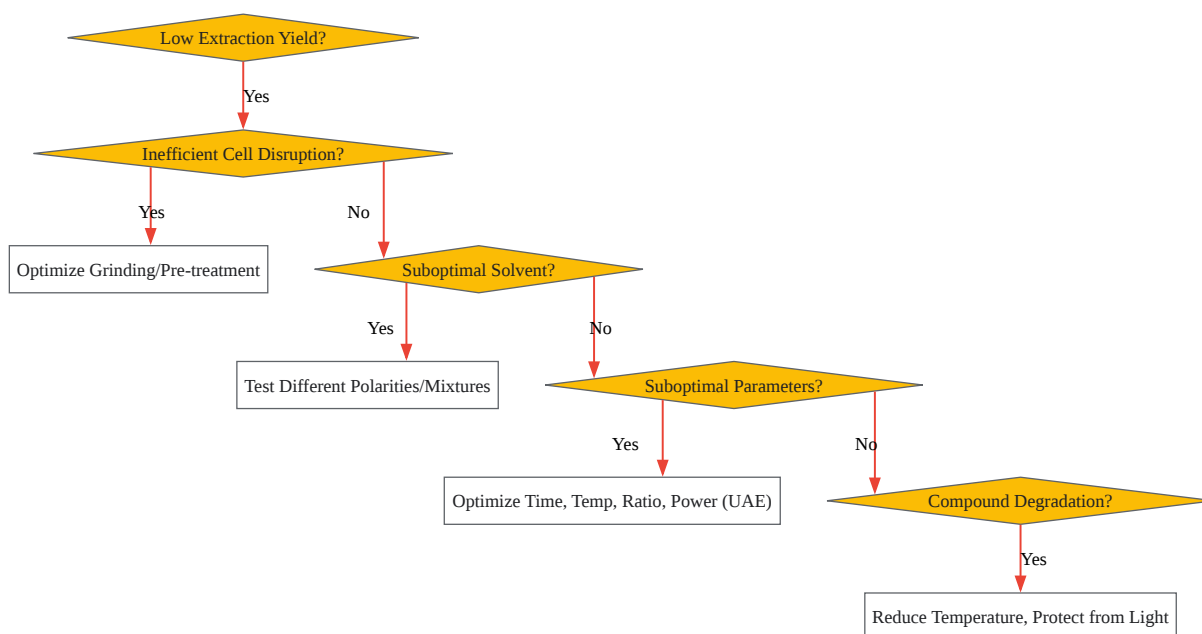 Low Extraction Yield?
Yes
Inefficient Cell Disruption?
Yes
No
Optimize Grinding/Pre-treatment
Suboptimal Solvent?
Yes
No
Test Different Polarities/Mixtures
Suboptimal Parameters?
Yes
No
Optimize Time, Temp, Ratio, Power (UAE)
Compound Degradation?
Yes
Reduce Temperature, Protect from Light